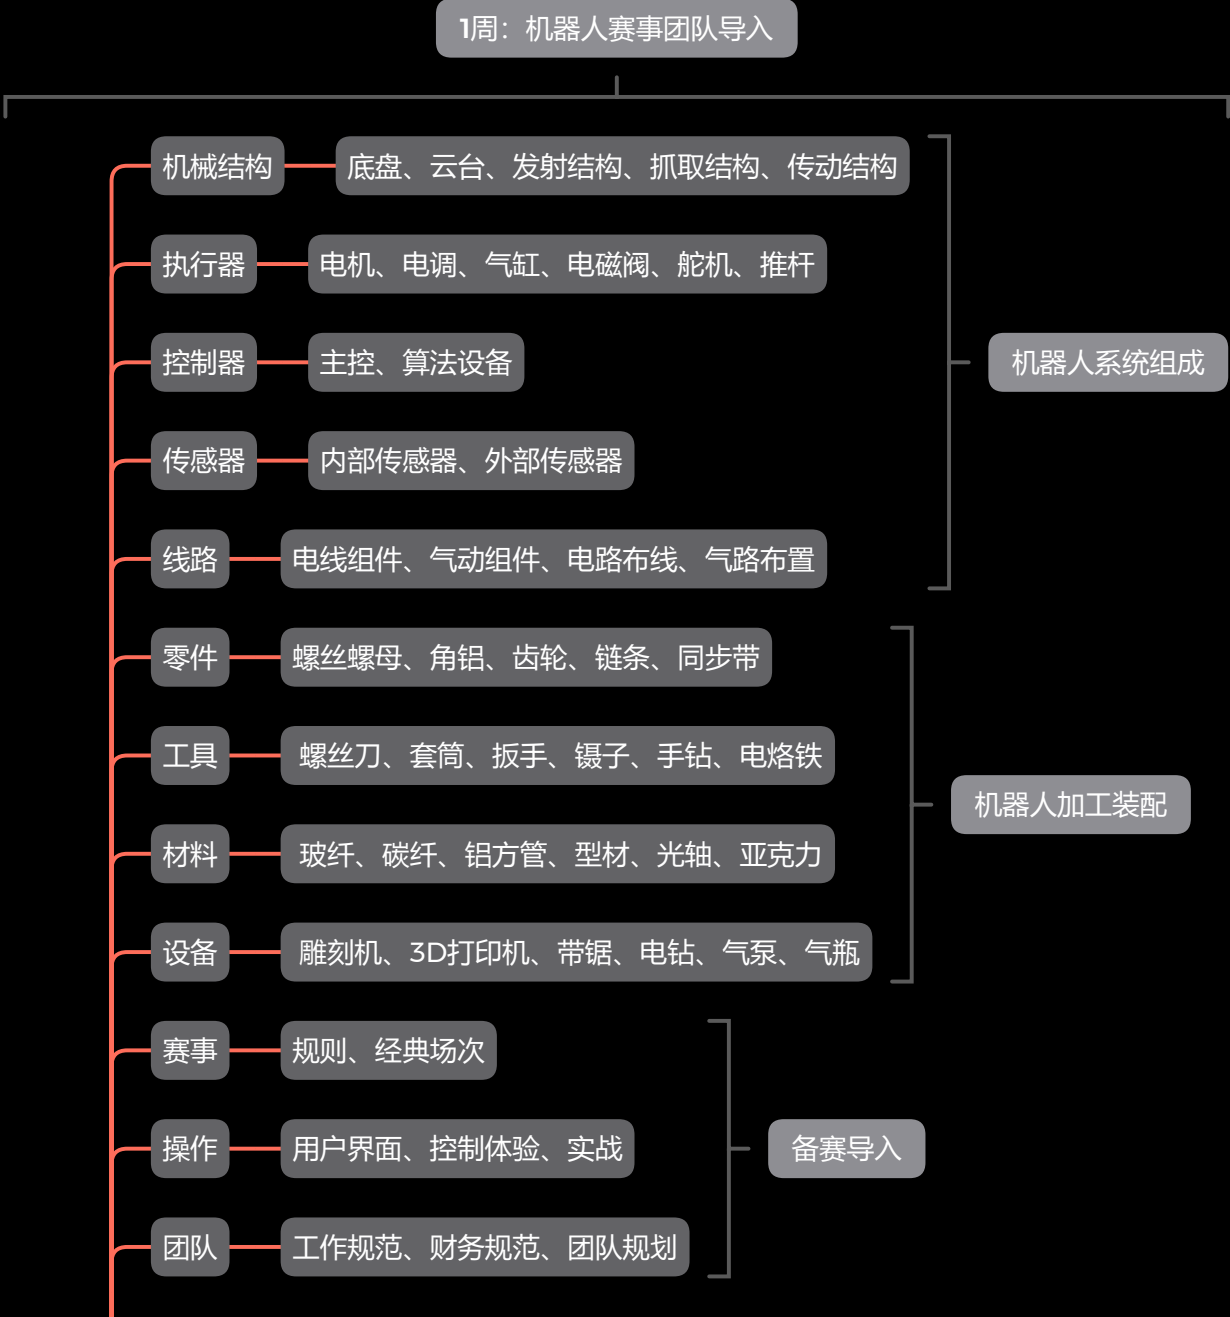 1周：机器人赛事团队导入
机械结构 底盘、云台、发射结构、抓取结构、传动结构
执行器 电机、电调、气缸、电磁阀、舵机、推杆
控制器 主控、算法设备
机器人系统组成
传感器 内部传感器、外部传感器
线路 电线组件、气动组件、电路布线、气路布置
零件 螺丝螺母、角铝、齿轮、链条、同步带
工具 螺丝刀、套筒、扳手、镊子、手钻、电烙铁
机器人加工装配
材料 玻纤、碳纤、铝方管、型材、光轴、亚克力
设备 雕刻机、3D打印机、带锯、电钻、气泵、气瓶
赛事 规则、经典场次
操作 用户界面、控制体验、实战
备赛导入
团队 工作规范、财务规范、团队规划